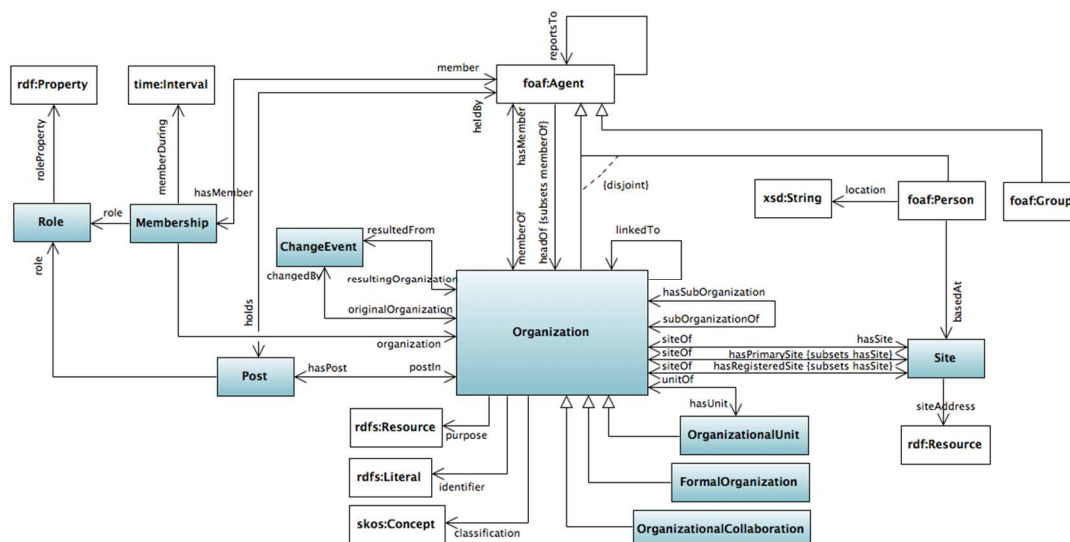 reportsTo
member
foaf:Agent
rdf:Property
time:Interval
heldBy
hasMember
headOf {subsets memberOf}
memberOf
roleProperty
memberDuring
hasMember
{disjoint}
xsd:String
location
foaf:Person
foaf:Group
Role
role
Membership
role
ChangeEvent
resultedFrom
changedBy
resultingOrganization
originalOrganization
linkedTo
hasSubOrganization
subOrganizationOf
Organization
basedAt
holds
organization
siteOf
hasSite
siteOf
hasPrimarySite {subsets hasSite}
siteOf
hasRegisteredSite {subsets hasSite}
Site
Post
hasPost
postIn
unitOf
hasUnit
siteAddress
rdfs:Resource
purpose
OrganizationalUnit
rdf:Resource
rdfs:Literal
identifier
FormalOrganization
skos:Concept
classification
OrganizationalCollaboration